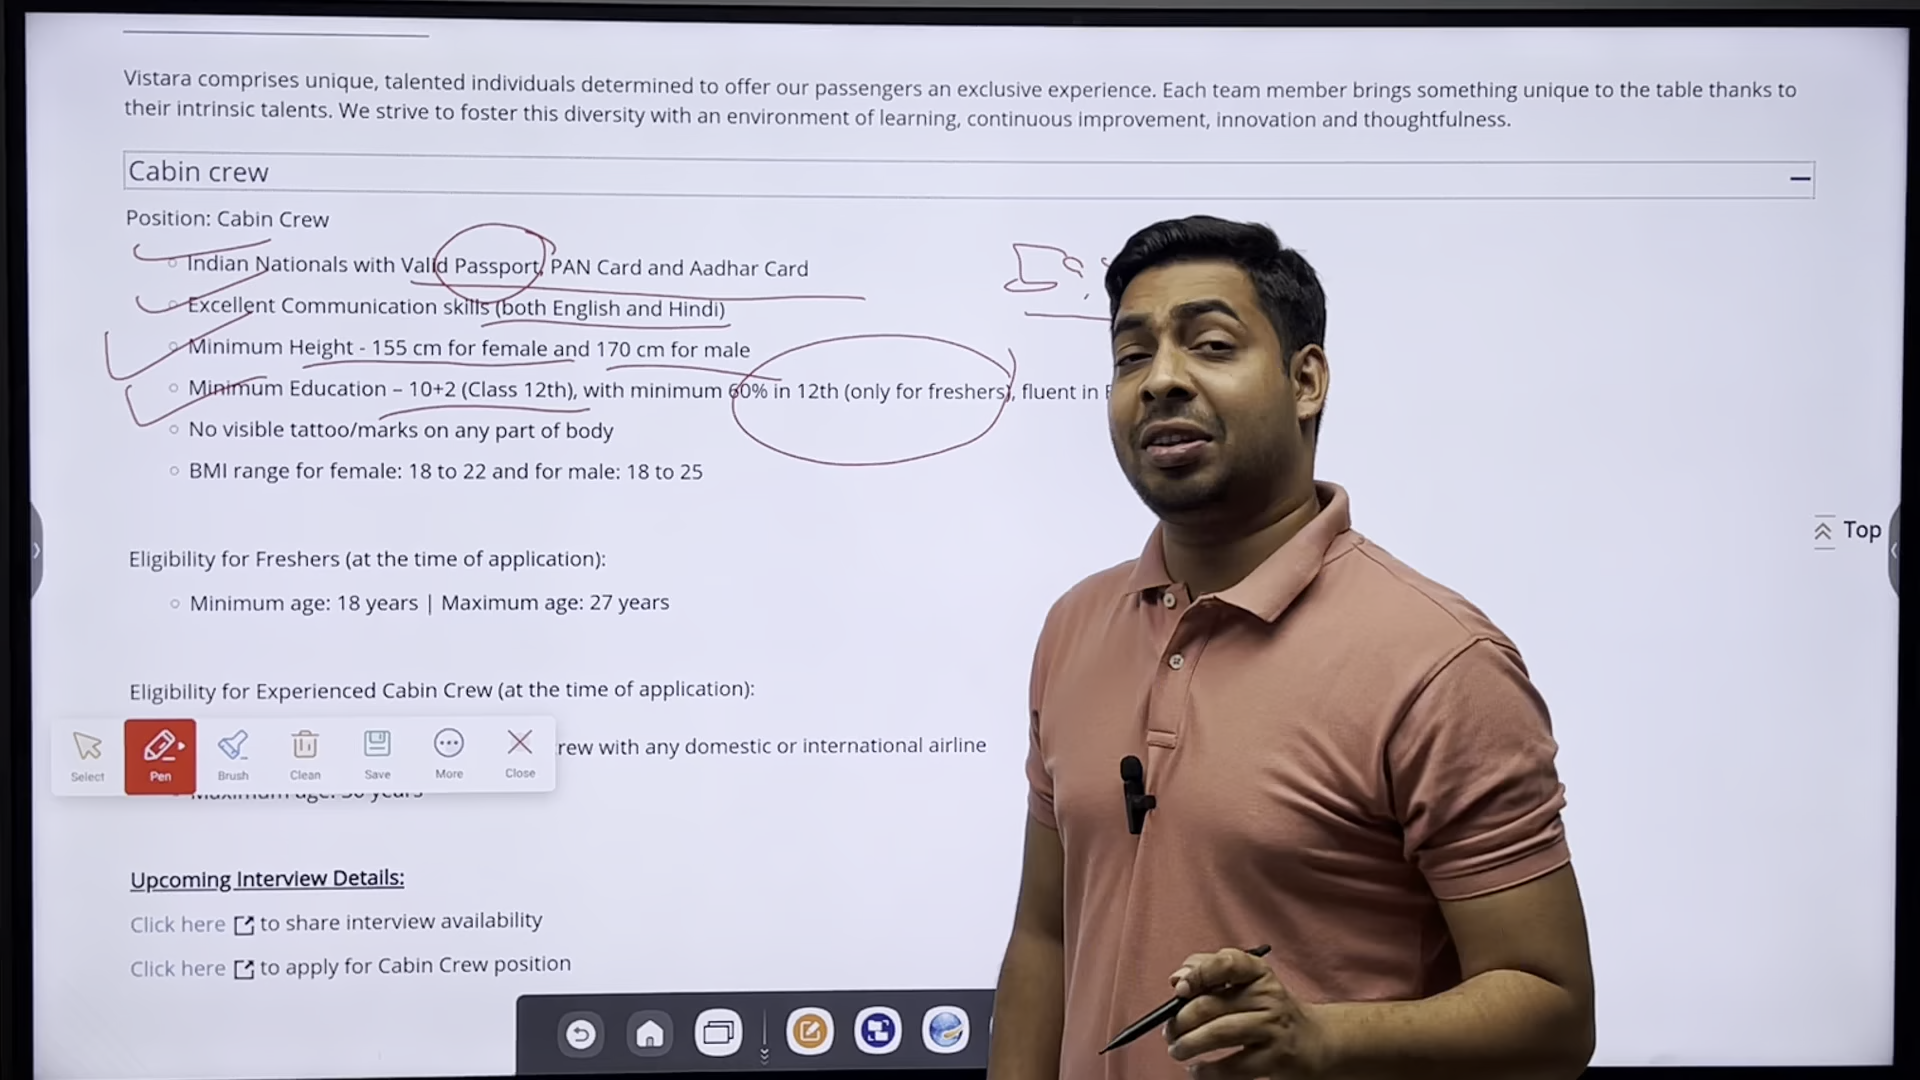 Vistara comprises unique, talented individuals determined to offer our passengers an exclusive experience. Each team member brings something unique to the table thanks to
their intrinsic talents. We strive to foster this diversity with an environment of learning, continuous improvement, innovation and thoughtfulness.
Cabin crew
Position: Cabin Crew
Indian Nationals with Valid Passport, PAN Card and Aadhar Card
Excellent Communication skills (both English and Hindi)
Minimum Height - 155 cm for female and 170 cm for male
Minimum Education – 10+2 (Class 12th), with minimum 60% in 12th (only for freshers), fluent in
No visible tattoo/marks on any part of body
BMI range for female: 18 to 22 and for male: 18 to 25
Top
Eligibility for Freshers (at the time of application):
Minimum age: 18 years | Maximum age: 27 years
Eligibility for Experienced Cabin Crew (at the time of application):
rew with any domestic or international airline
Select Pen Brush Clean Save More Close
Upcoming Interview Details:
Click here to share interview availability
Click here to apply for Cabin Crew position